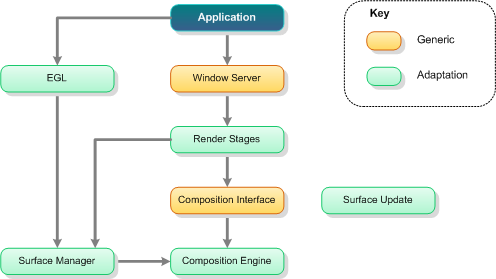 Application
Key
Generic
EGL
Window Server
Adaptation
Render Stages
Composition Interface
Surface Update
Surface Manager
Composition Engine